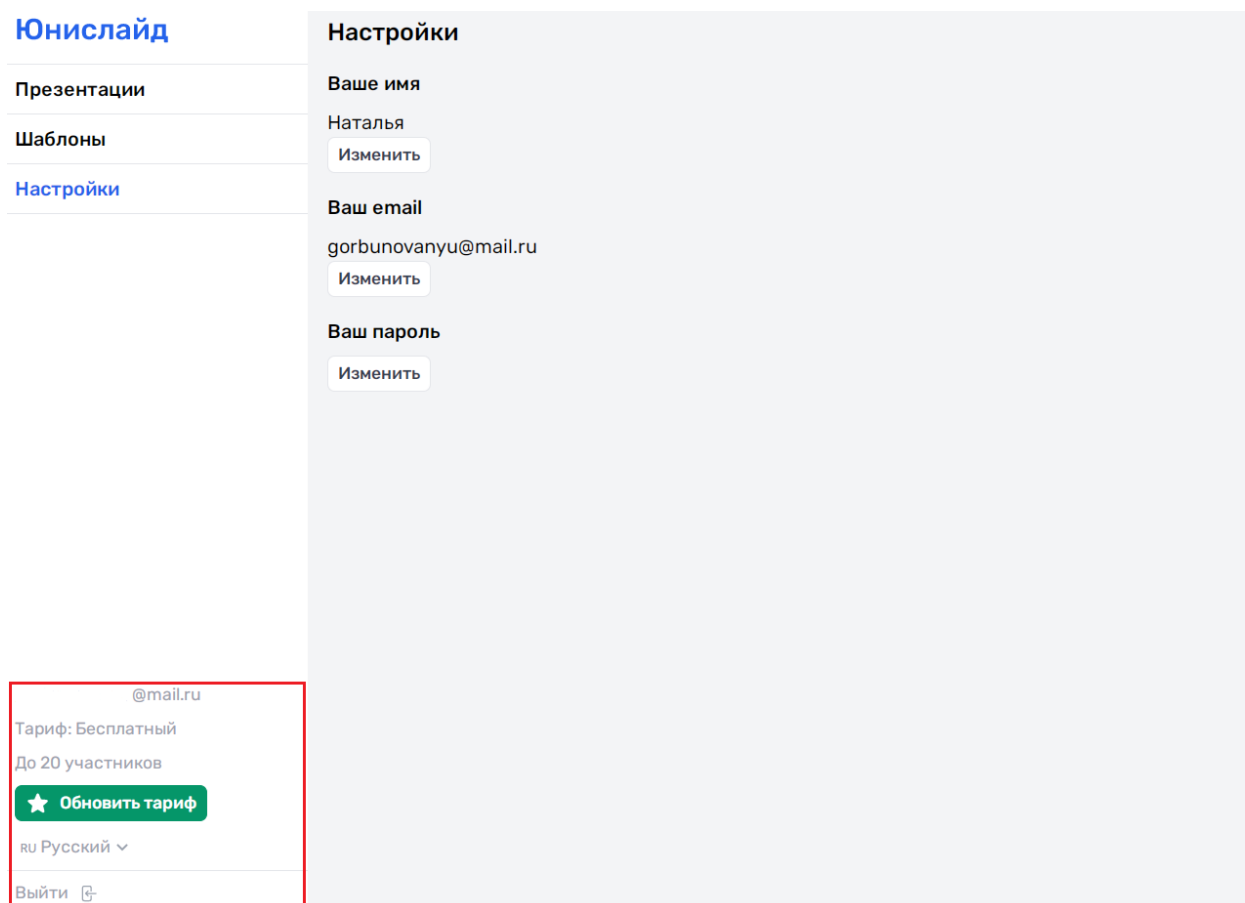 Юнислайд
Презентации
Шаблоны
Настройки
@mail.ru
Тариф: Бесплатный
До 20 участников
Обновить тариф
RU Русский
Выйти
Настройки
Ваше имя
Наталья
Изменить
Ваш email
gorbunovanyu@mail.ru
Изменить
Ваш пароль
Изменить